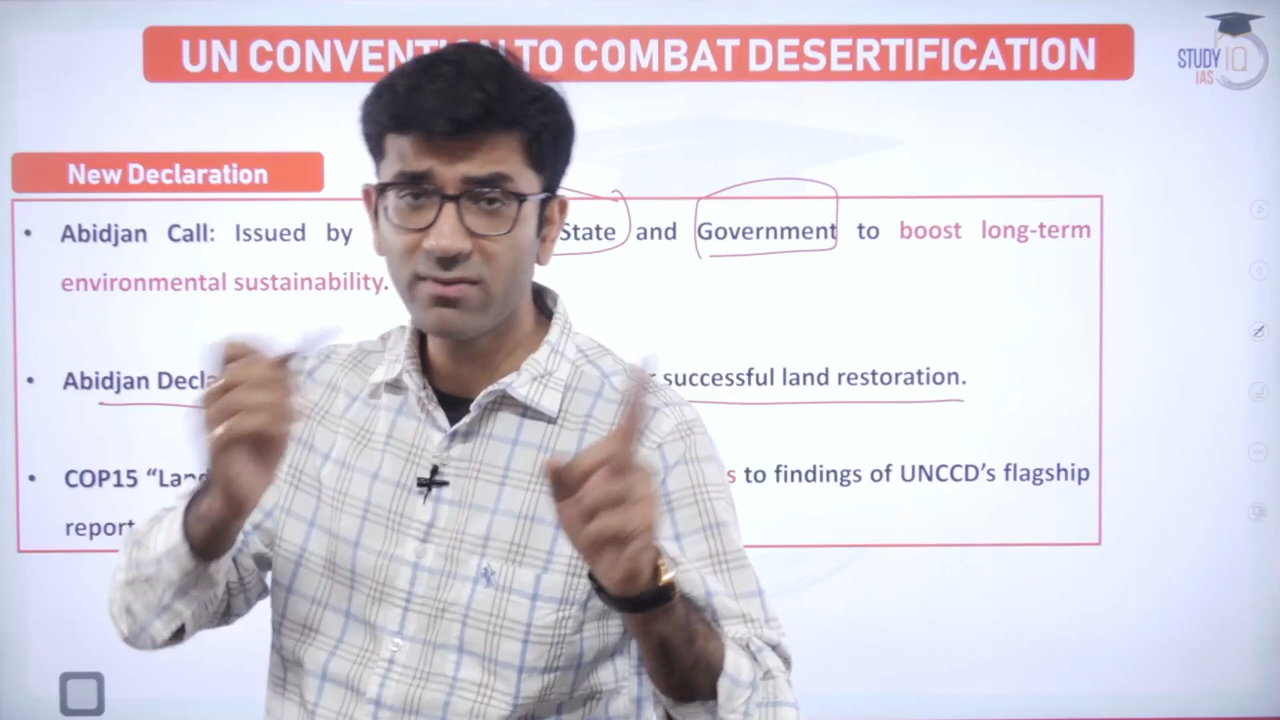 UN CONVEN TO COMBAT DESERTIFICATION
STUDY IQ
IAS
New Declaration
• Abidjan Call: Issued by State and Government to boost long-term
environmental sustainability.
• Abidjan Decla successful land restoration.
• COP15 “Lan s to findings of UNCCD’s flagship
report